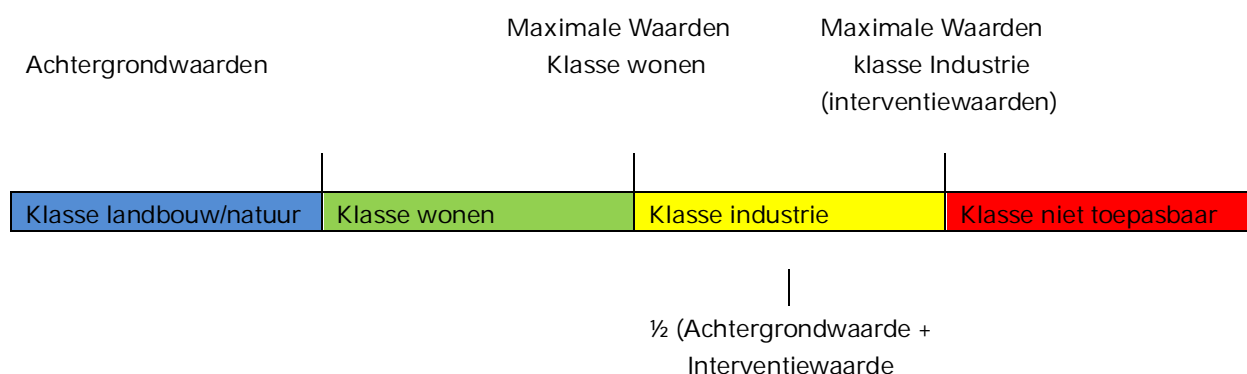 Achtergrondwaarden
Maximale Waarden
Klasse wonen
Maximale Waarden
klasse Industrie
(interventiewaarden)
Klasse landbouw/natuur
Klasse wonen
Klasse industrie
Klasse niet toepasbaar
½ (Achtergrondwaarde +
Interventiewaarde